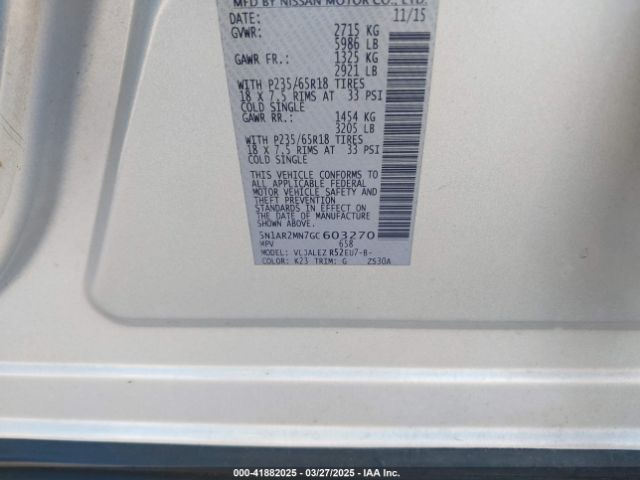 MFD BY NISSAN MOTOR CO., LTD.
DATE: 11/15
GVWR: 2715 KG
5986 LB
GAWR FR.: 1325 KG
2921 LB
WITH P235/65R18 TIRES
18 X 7.5 RIMS AT 33 PSI
COLD SINGLE
GAWR RR.: 1454 KG
3205 LB
WITH P235/65R18 TIRES
18 X 7.5 RIMS AT 33 PSI
COLD SINGLE
THIS VEHICLE CONFORMS TO
ALL APPLICABLE FEDERAL
MOTOR VEHICLE SAFETY AND
THEFT PREVENTION
STANDARDS IN EFFECT ON
THE DATE OF MANUFACTURE
SHOWN ABOVE.
5N1AR2MN7GC603270
MPV 658
MODEL: VLJALEZ R52EU7-B-
COLOR: K23 TRIM: G Z530A
000-41882025 • 03/27/2025 • IAA Inc.